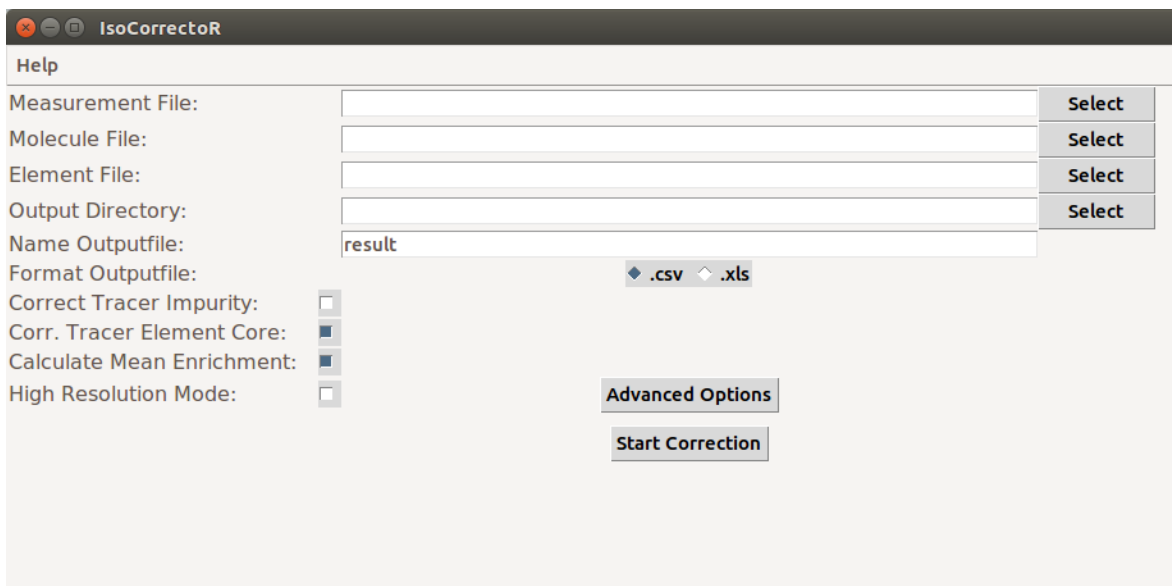 IsoCorrectoR
Help
Measurement File: Select
Molecule File: Select
Element File: Select
Output Directory: Select
Name Outputfile: result
Format Outputfile: .csv .xls
Correct Tracer Impurity:
Corr. Tracer Element Core:
Calculate Mean Enrichment:
High Resolution Mode: Advanced Options
Start Correction